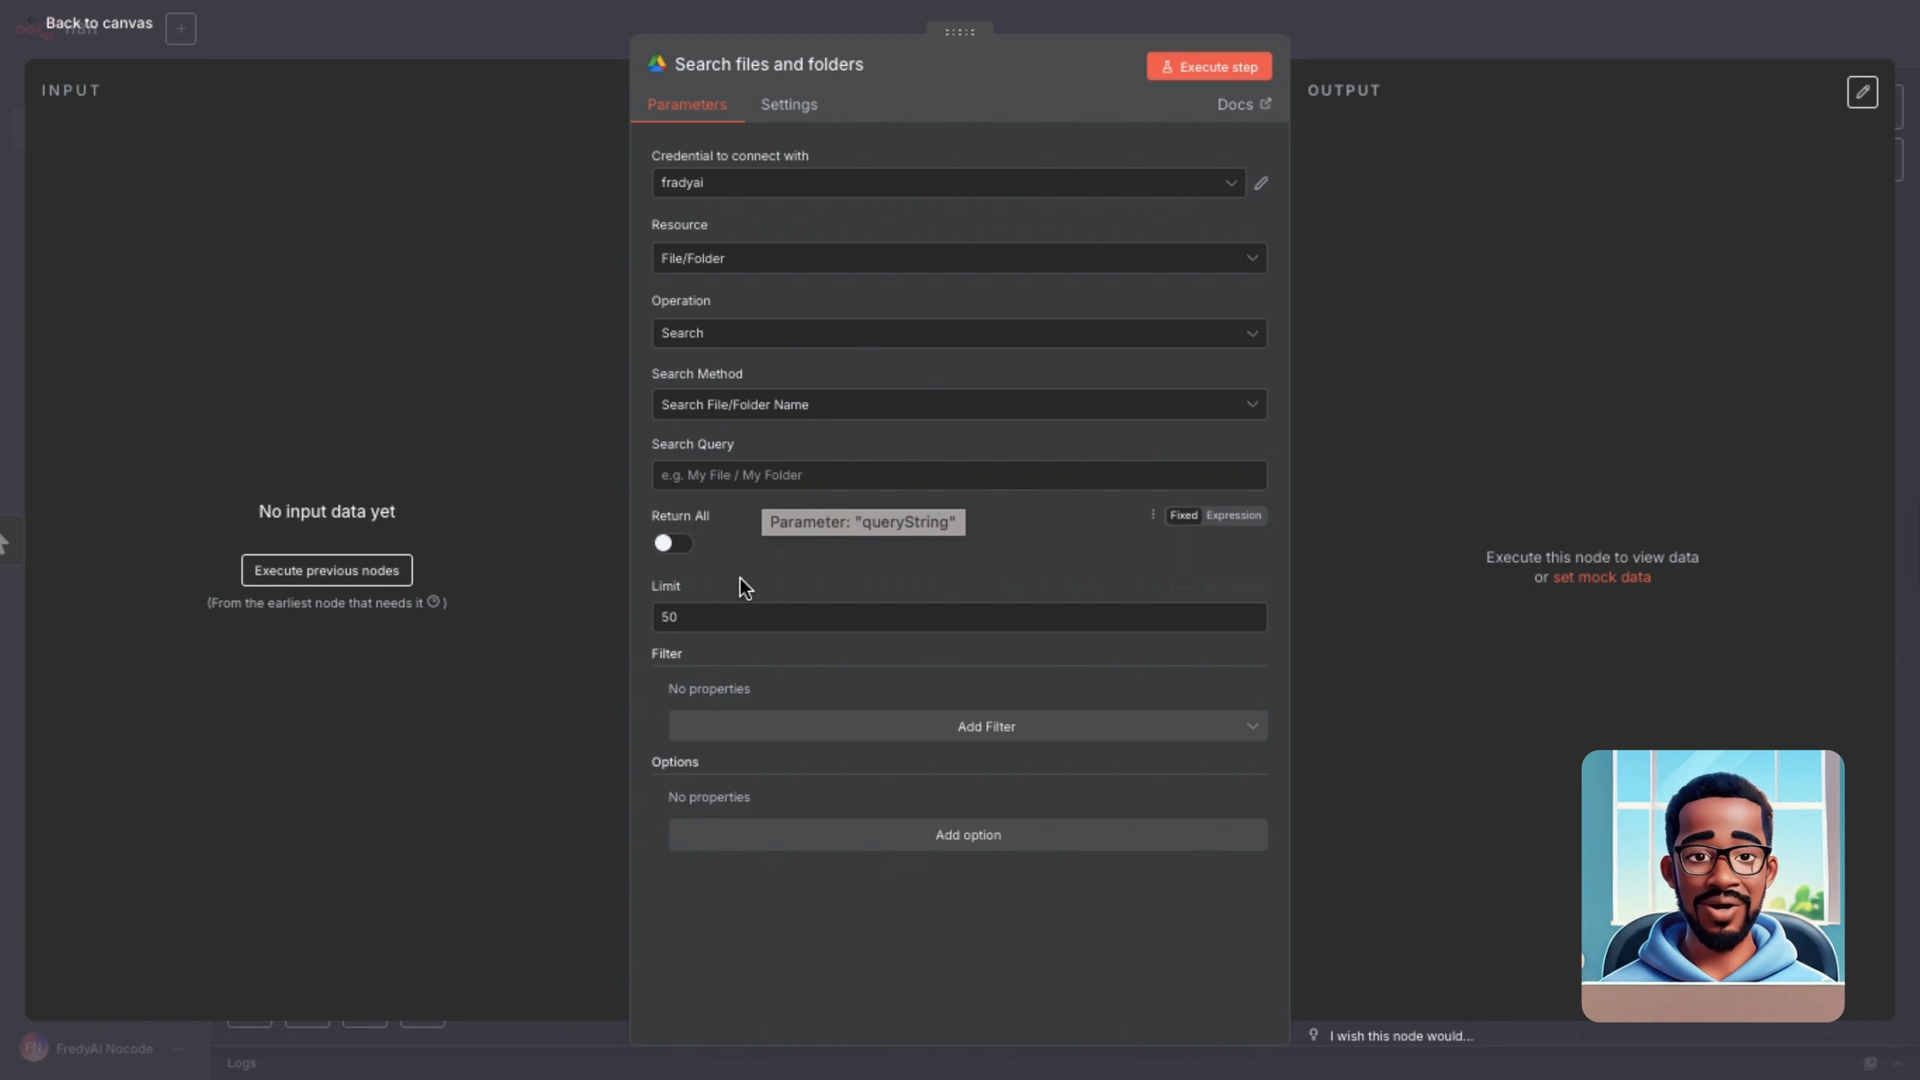 Back to canvas
n8n
INPUT
No input data yet
Execute previous nodes
(From the earliest node that needs it ?)
Search files and folders
Execute step
Parameters
Settings
Docs
Credential to connect with
fradyai
Resource
File/Folder
Operation
Search
Search Method
Search File/Folder Name
Search Query
e.g. My File / My Folder
Return All
Parameter: "queryString"
Fixed Expression
Limit
50
Filter
No properties
Add Filter
Options
No properties
Add option
OUTPUT
Execute this node to view data
or set mock data
I wish this node would...
FN
FredyAI Nocode
Logs